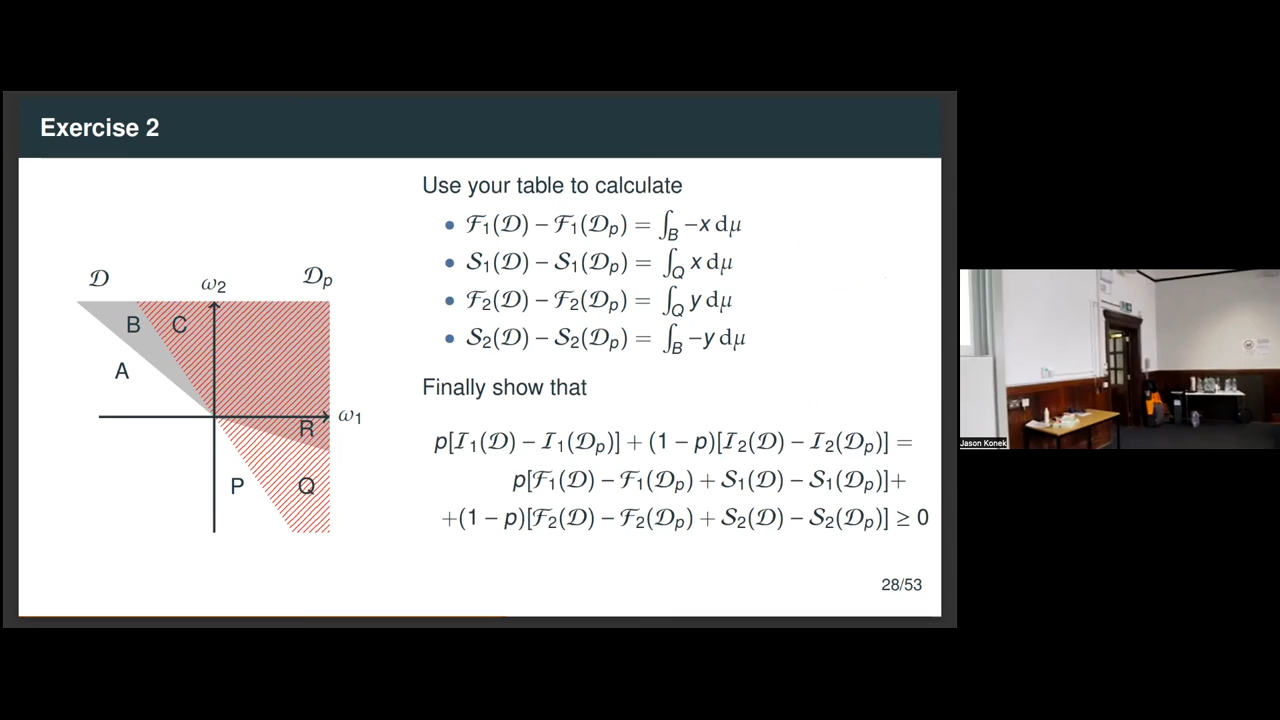 Exercise 2
Use your table to calculate
• ℱ₁(𝒟) − ℱ₁(𝒟ₚ) = ∫_B −x dμ
• 𝒮₁(𝒟) − 𝒮₁(𝒟ₚ) = ∫_Q x dμ
• ℱ₂(𝒟) − ℱ₂(𝒟ₚ) = ∫_Q y dμ
• 𝒮₂(𝒟) − 𝒮₂(𝒟ₚ) = ∫_B −y dμ
Finally show that
p[ℐ₁(𝒟) − ℐ₁(𝒟ₚ)] + (1 − p)[ℐ₂(𝒟) − ℐ₂(𝒟ₚ)] =
p[ℱ₁(𝒟) − ℱ₁(𝒟ₚ) + 𝒮₁(𝒟) − 𝒮₁(𝒟ₚ)]+
+(1 − p)[ℱ₂(𝒟) − ℱ₂(𝒟ₚ) + 𝒮₂(𝒟) − 𝒮₂(𝒟ₚ)] ≥ 0
𝒟 ω₂ 𝒟ₚ
B C
A
ω₁
R
P Q
28/53
Jason Konek